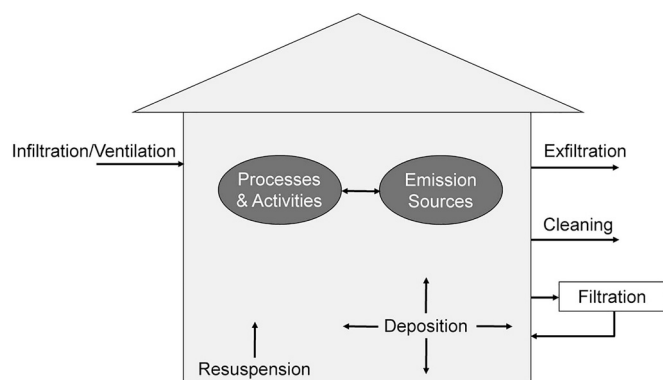 Infiltration/Ventilation
Processes
& Activities
Emission
Sources
Exfiltration
Cleaning
Filtration
Deposition
Resuspension